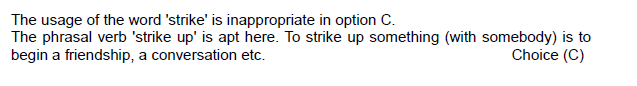 The usage of the word 'strike' is inappropriate in option C.
The phrasal verb 'strike up' is apt here. To strike up something (with somebody) is to
begin a friendship, a conversation etc. Choice (C)